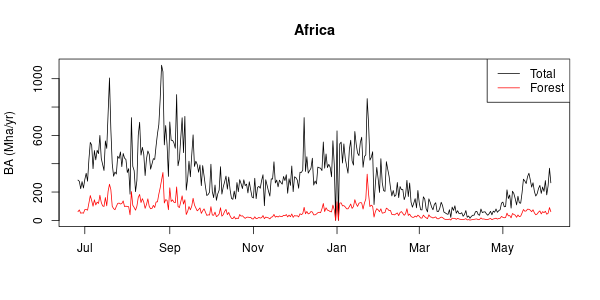 Africa
BA (Mha/yr)
1000
600
200
0
Total
Forest
Jul Sep Nov Jan Mar May